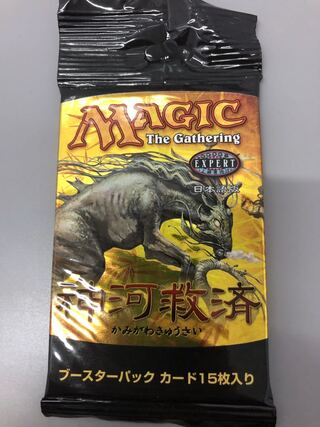 MAGIC
The Gathering
EXPERT
日本語版
神河救済
かみがわきゅうさい
ブースターパック カード15枚入り